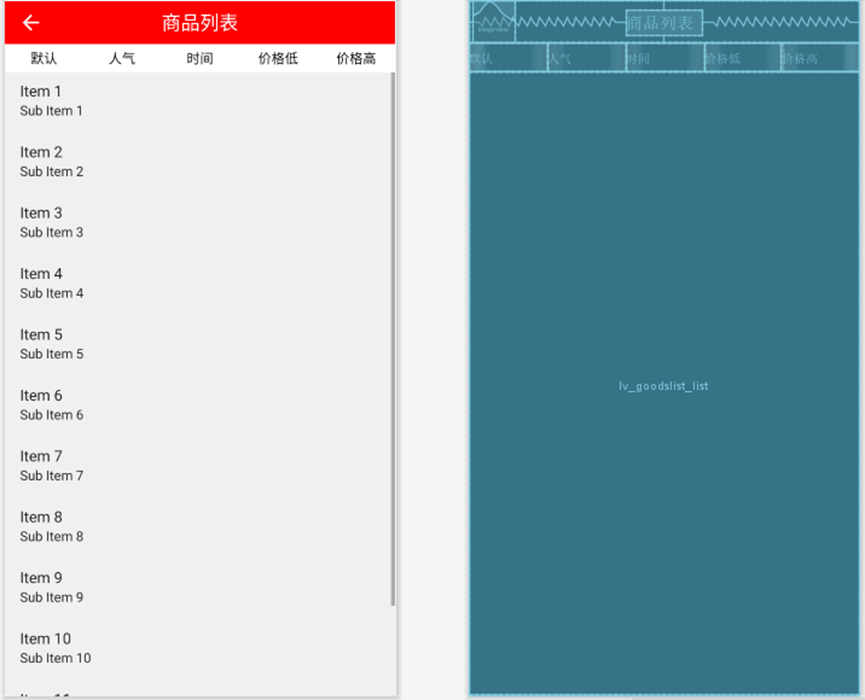 商品列表
默认 人气 时间 价格低 价格高
Item 1
Sub Item 1
Item 2
Sub Item 2
Item 3
Sub Item 3
Item 4
Sub Item 4
Item 5
Sub Item 5
Item 6
Sub Item 6
Item 7
Sub Item 7
Item 8
Sub Item 8
Item 9
Sub Item 9
Item 10
Sub Item 10
商品列表
默认 人气 时间 价格低 价格高
lv_goodslist_list